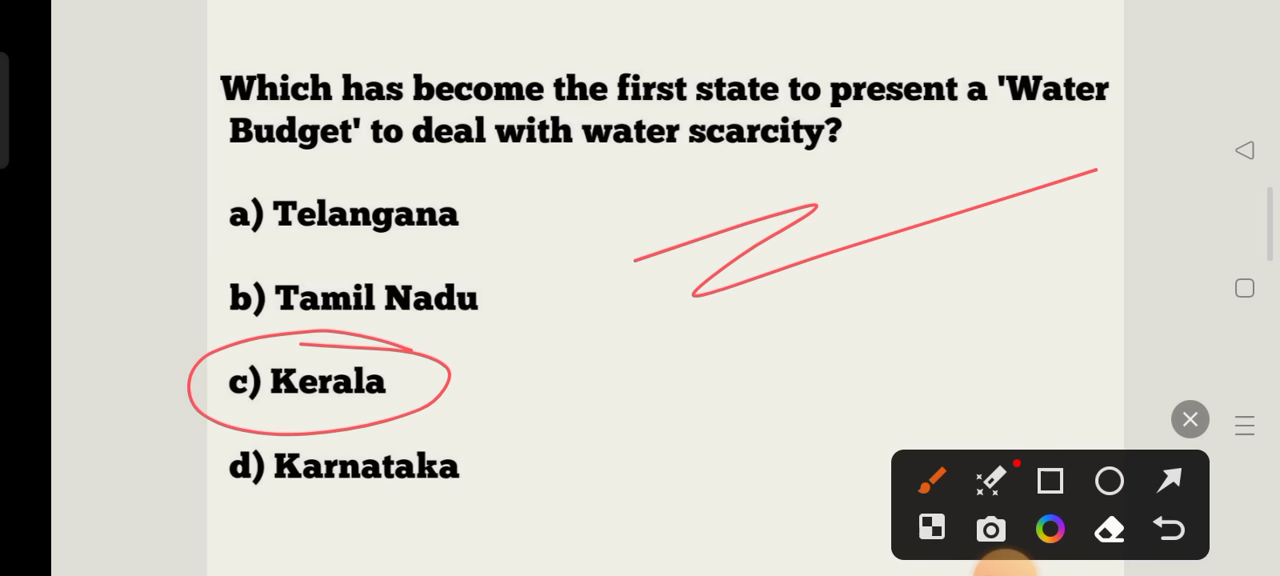 Which has become the first state to present a 'Water
Budget' to deal with water scarcity?
a) Telangana
b) Tamil Nadu
c) Kerala
d) Karnataka